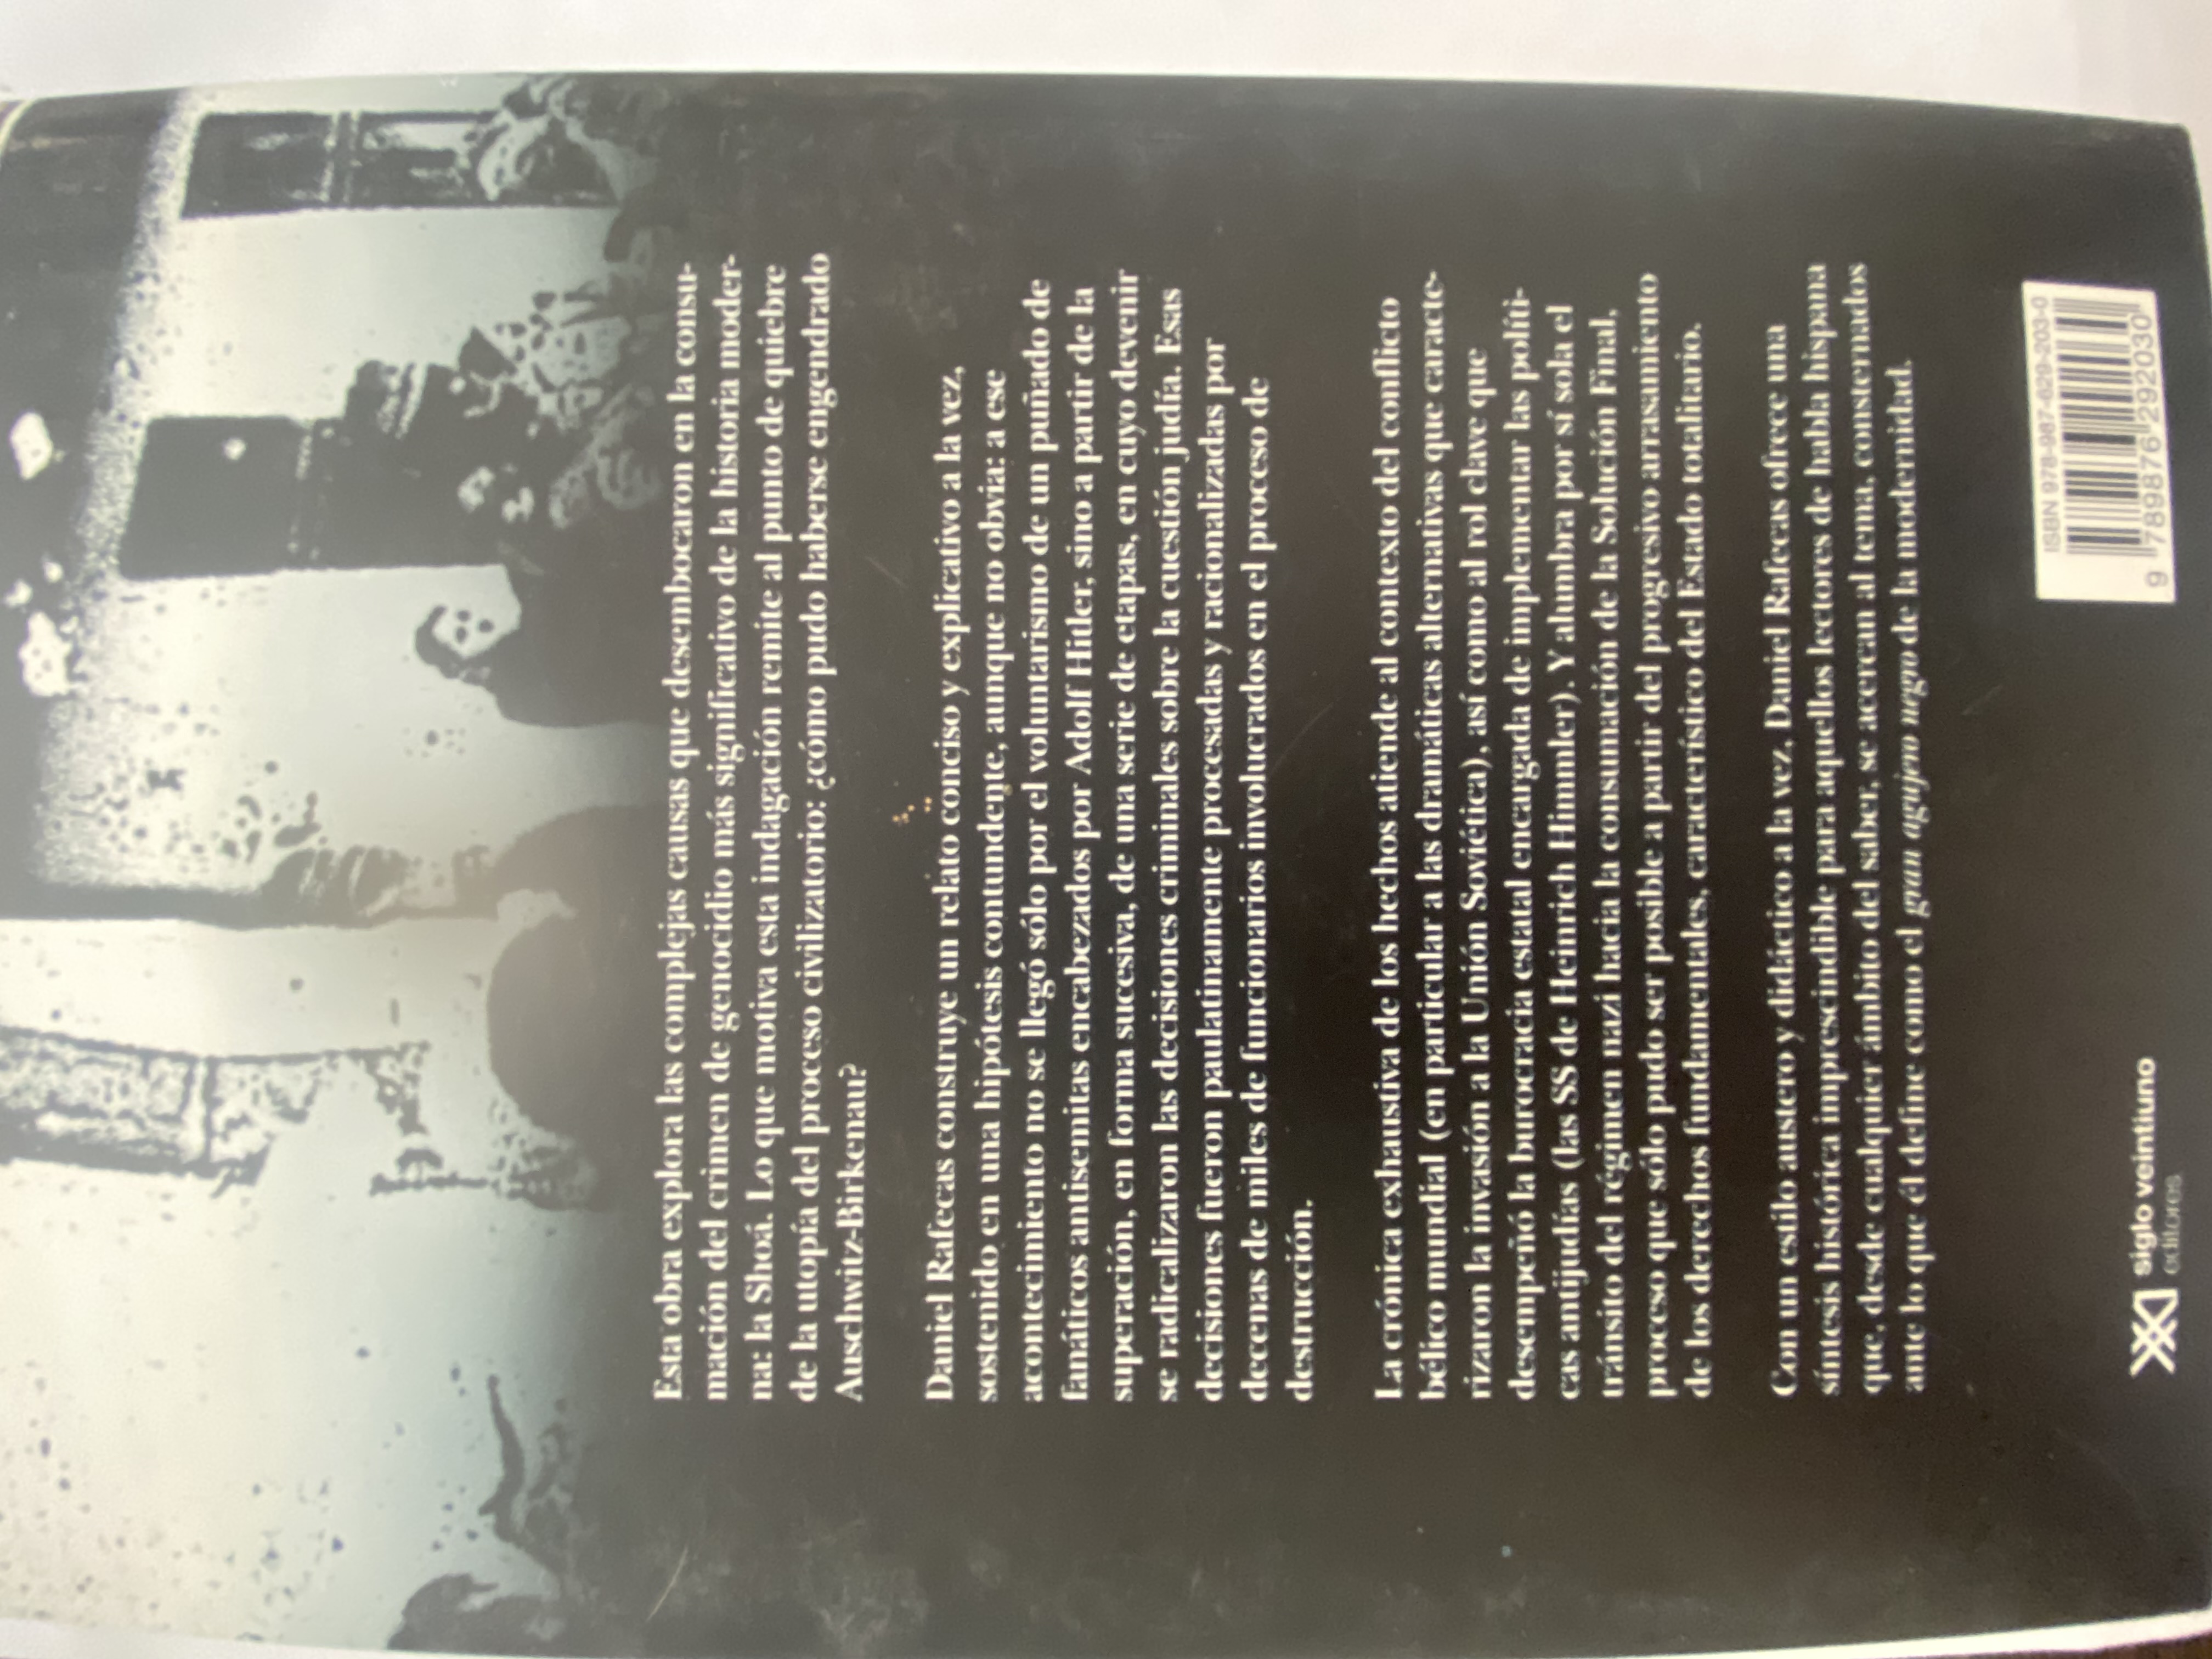 Esta obra explora las complejas causas que desembocaron en la consu-
mación del crimen de genocidio más significativo de la historia moder-
na: la Shoá. Lo que motiva esta indagación remite al punto de quiebre
de la utopía del proceso civilizatorio: ¿cómo pudo haberse engendrado
Auschwitz-Birkenau?
Daniel Rafecas construye un relato conciso y explicativo a la vez,
sostenido en una hipótesis contundente, aunque no obvia: a ese
acontecimiento no se llegó sólo por el voluntarismo de un puñado de
fanáticos antisemitas encabezados por Adolf Hitler, sino a partir de la
superación, en forma sucesiva, de una serie de etapas, en cuyo devenir
se radicalizaron las decisiones criminales sobre la cuestión judía. Esas
decisiones fueron paulatinamente procesadas y racionalizadas por
decenas de miles de funcionarios involucrados en el proceso de
destrucción.
La crónica exhaustiva de los hechos atiende al contexto del conflicto
bélico mundial (en particular a las dramáticas alternativas que caracte-
rizaron la invasión a la Unión Soviética), así como al rol clave que
desempeñó la burocracia estatal encargada de implementar las políti-
cas antijudías (las SS de Heinrich Himmler). Y alumbra por sí sola el
tránsito del régimen nazi hacia la consumación de la Solución Final,
proceso que sólo pudo ser posible a partir del progresivo arrasamiento
de los derechos fundamentales, característico del Estado totalitario.
Con un estilo austero y didáctico a la vez, Daniel Rafecas ofrece una
síntesis histórica imprescindible para aquellos lectores de habla hispana
que, desde cualquier ámbito del saber, se acercan al tema, consternados
ante lo que él define como el gran agujero negro de la modernidad.
ISBN 978-987-629-203-0
9 789876 292030
siglo veintiuno
editores